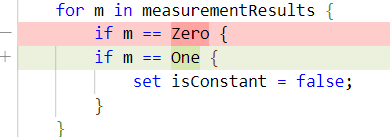 for m in measurementResults {
− if m == Zero {
+ if m == One {
set isConstant = false;
}
}